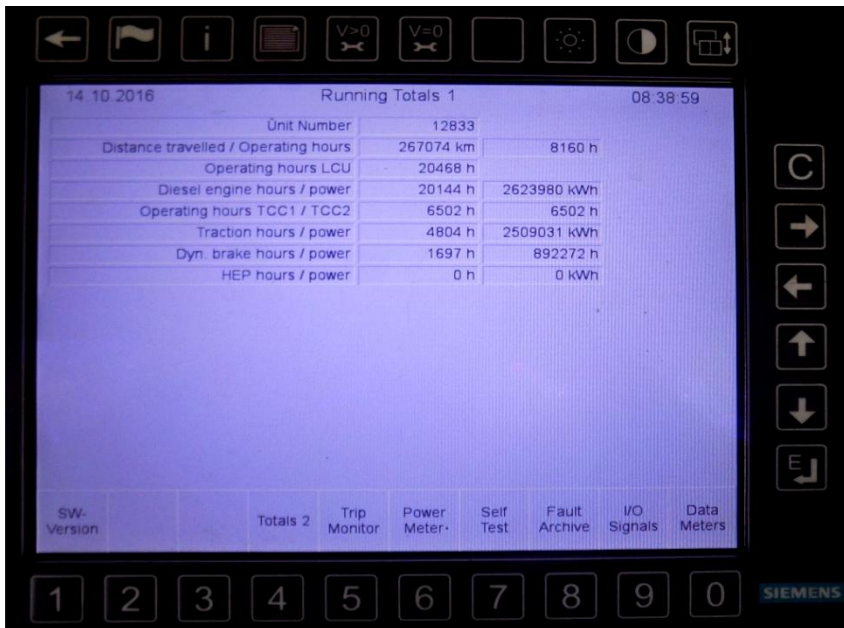 i V>0 V=0
14.10.2016 Running Totals 1 08:38:59
Unit Number 12833
Distance travelled / Operating hours 267074 km 8160 h
Operating hours LCU 20468 h
Diesel engine hours / power 20144 h 2623980 kWh
Operating hours TCC1 / TCC2 6502 h 6502 h
Traction hours / power 4804 h 2509031 kWh
Dyn. brake hours / power 1697 h 892272 h
HEP hours / power 0 h 0 kWh
C
E
SW-Version Totals 2 Trip Monitor Power Meter Self Test Fault Archive I/O Signals Data Meters
1 2 3 4 5 6 7 8 9 0 SIEMENS